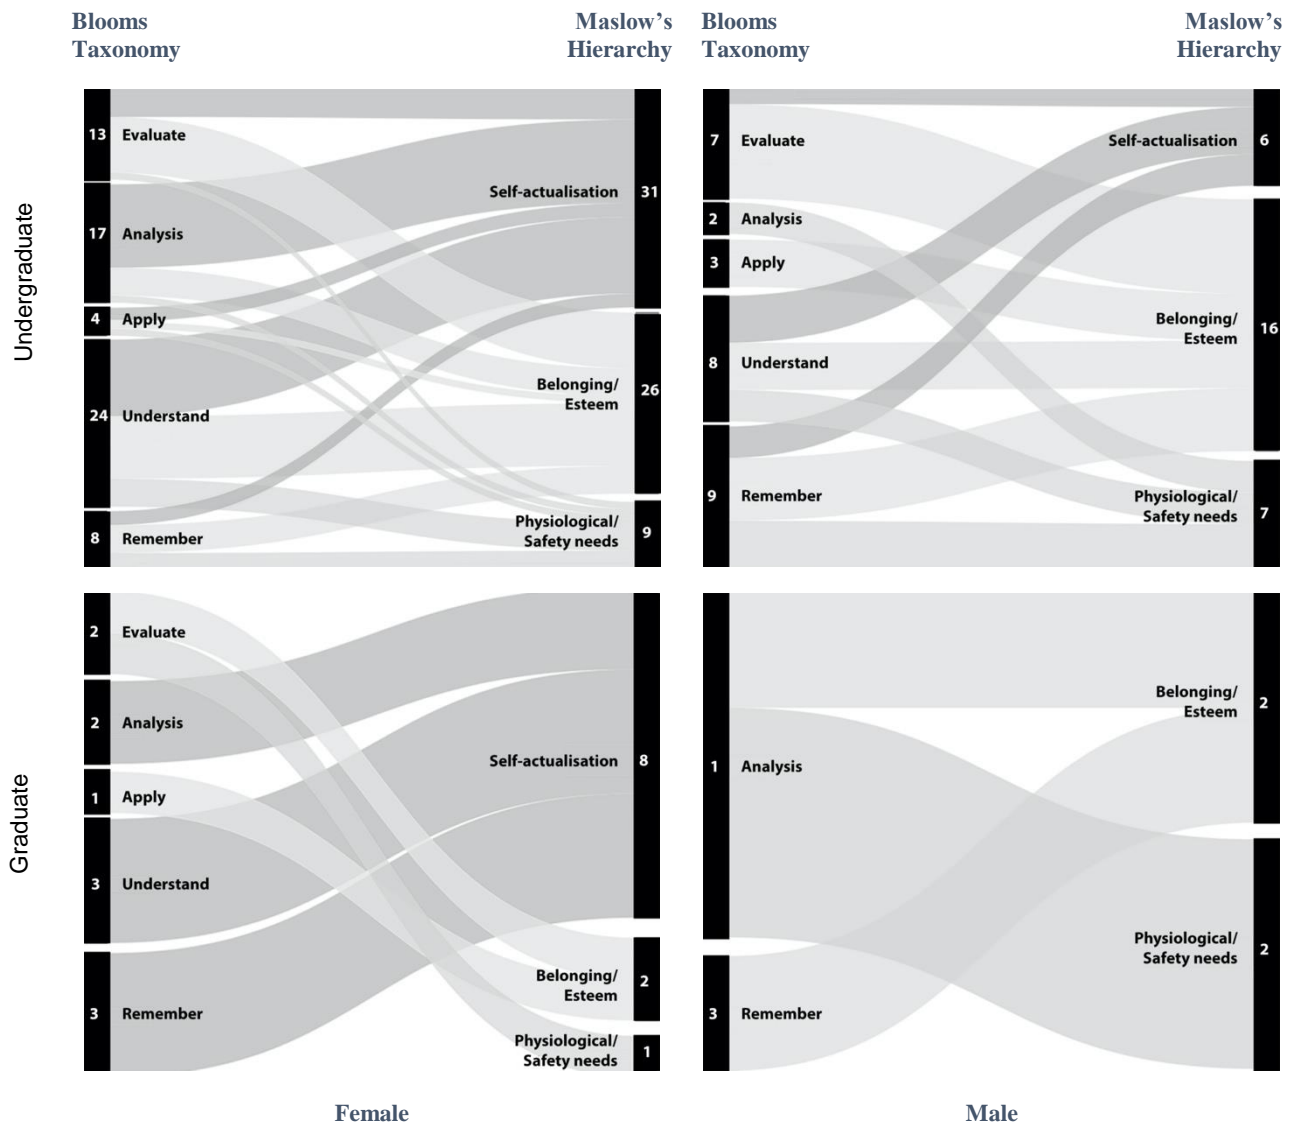 Blooms
Taxonomy
Maslow's
Hierarchy
Blooms
Taxonomy
Maslow's
Hierarchy
Undergraduate
13 Evaluate
17 Analysis
4 Apply
24 Understand
8 Remember
Self-actualisation 31
Belonging/
Esteem
26
Physiological/
Safety needs
9
7 Evaluate
2 Analysis
3 Apply
8 Understand
9 Remember
Self-actualisation 6
Belonging/
Esteem
16
Physiological/
Safety needs
7
Graduate
2 Evaluate
2 Analysis
1 Apply
3 Understand
3 Remember
Self-actualisation 8
Belonging/
Esteem
2
Physiological/
Safety needs
1
1 Analysis
3 Remember
Belonging/
Esteem
2
Physiological/
Safety needs
2
Female
Male